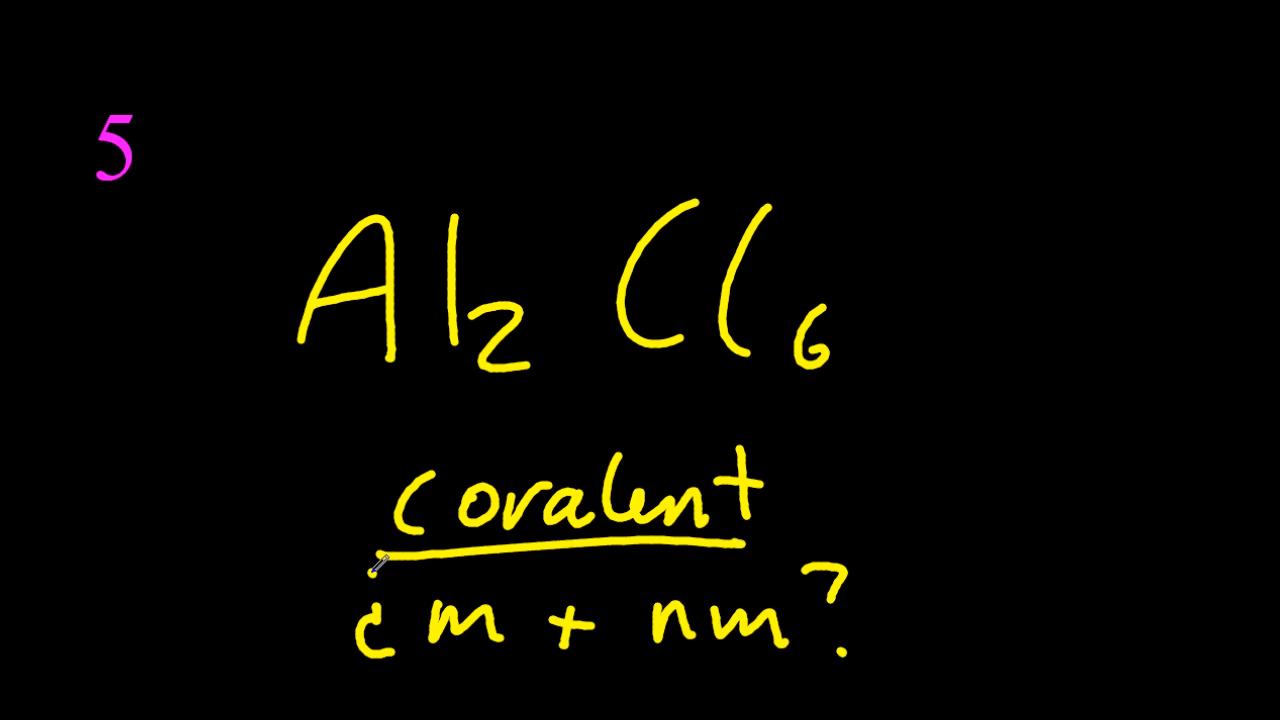 5
Al₂ Cl₆
covalent
¿ m + nm?